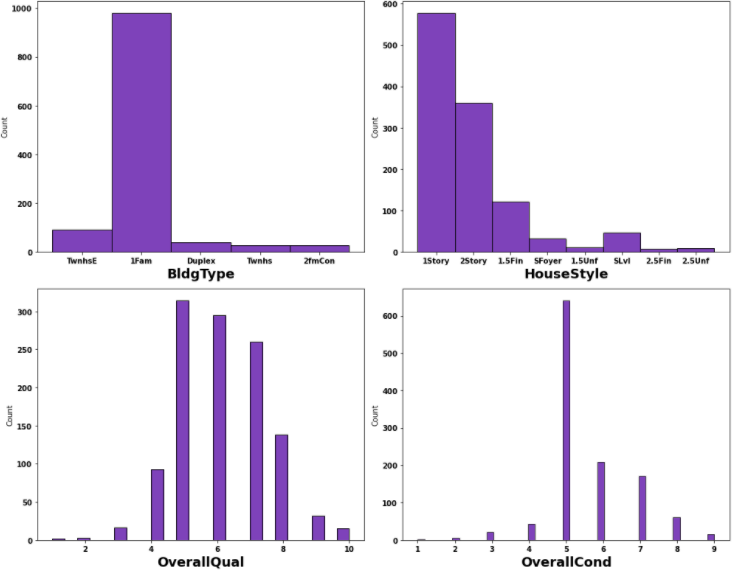 1000
800
600
400
200
0
Count
TwnhsE 1Fam Duplex Twnhs 2fmCon
BldgType
600
500
400
300
200
100
0
Count
1Story 2Story 1.5Fin SFoyer 1.5Unf SLvl 2.5Fin 2.5Unf
HouseStyle
300
250
200
150
100
50
0
Count
2 4 6 8 10
OverallQual
600
500
400
300
200
100
0
Count
1 2 3 4 5 6 7 8 9
OverallCond